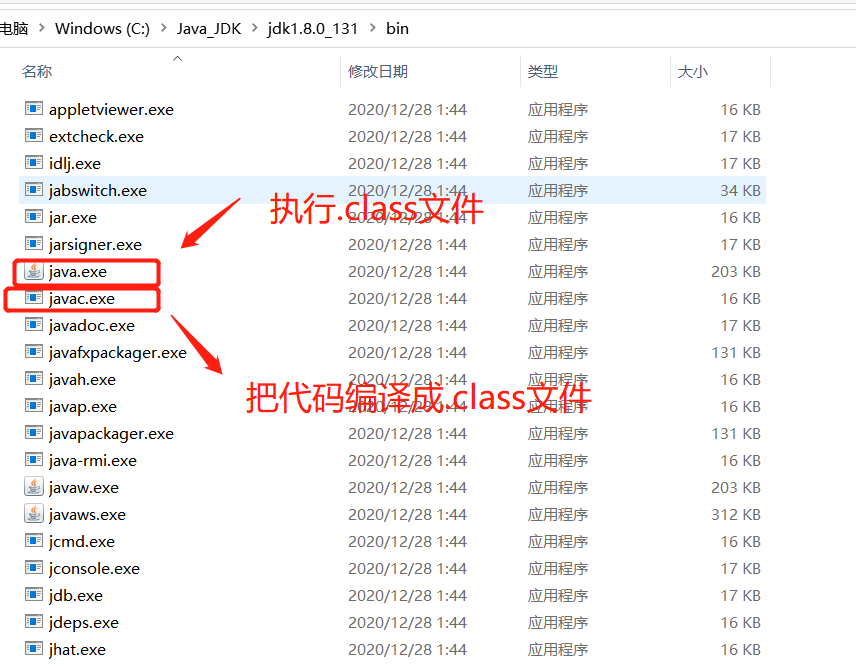 电脑 > Windows (C:) > Java_JDK > jdk1.8.0_131 > bin
名称 修改日期 类型 大小
appletviewer.exe 2020/12/28 1:44 应用程序 16 KB
extcheck.exe 2020/12/28 1:44 应用程序 17 KB
idlj.exe 2020/12/28 1:44 应用程序 17 KB
jabswitch.exe 2020/12/28 1:44 应用程序 34 KB
执行.class文件
jar.exe 2020/12/28 1:44 应用程序 16 KB
jarsigner.exe 2020/12/28 1:44 应用程序 17 KB
java.exe 2020/12/28 1:44 应用程序 203 KB
javac.exe 2020/12/28 1:44 应用程序 16 KB
javadoc.exe 2020/12/28 1:44 应用程序 17 KB
javafxpackager.exe 2020/12/28 1:44 应用程序 131 KB
javah.exe 2020/12/28 1:44 应用程序 16 KB
把代码编译成.class文件
javap.exe 2020/12/28 1:44 应用程序 16 KB
javapackager.exe 2020/12/28 1:44 应用程序 131 KB
java-rmi.exe 2020/12/28 1:44 应用程序 16 KB
javaw.exe 2020/12/28 1:44 应用程序 203 KB
javaws.exe 2020/12/28 1:44 应用程序 312 KB
jcmd.exe 2020/12/28 1:44 应用程序 16 KB
jconsole.exe 2020/12/28 1:44 应用程序 17 KB
jdb.exe 2020/12/28 1:44 应用程序 17 KB
jdeps.exe 2020/12/28 1:44 应用程序 16 KB
jhat.exe 2020/12/28 1:44 应用程序 16 KB